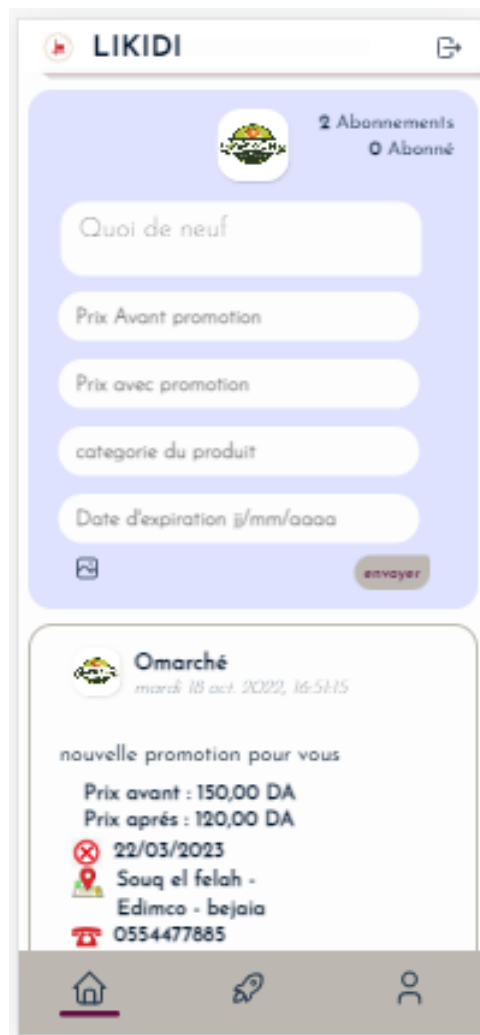 LIKIDI
2 Abonnements
0 Abonné
Quoi de neuf
Prix Avant promotion
Prix avec promotion
categorie du produit
Date d'expiration jj/mm/aaaa
envoyer
Omarché
mardi 18 oct. 2022, 16:51:15
nouvelle promotion pour vous
Prix avant : 150,00 DA
Prix aprés : 120,00 DA
22/03/2023
Souq el felah -
Edimco - bejaia
0554477885